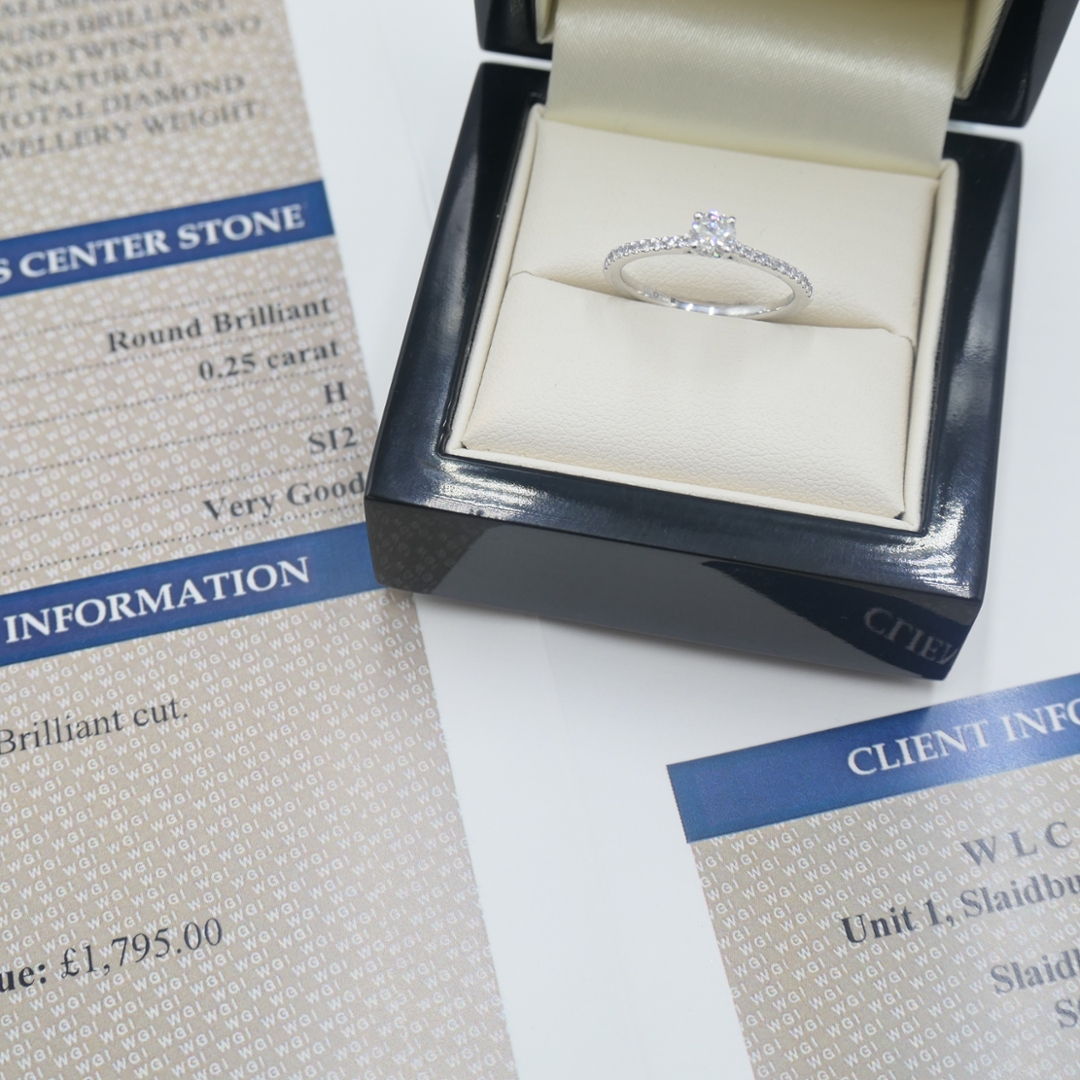 ROUND BRILLIANT
AND TWENTY TWO
NATURAL
TOTAL DIAMOND
JEWELLERY WEIGHT
S CENTER STONE
Round Brilliant
0.25 carat
H
SI2
Very Good
INFORMATION
Brilliant cut.
ue: £1,795.00
CLIEN
CLIENT INFO
W L C
Unit 1, Slaidbu
Slaid
S